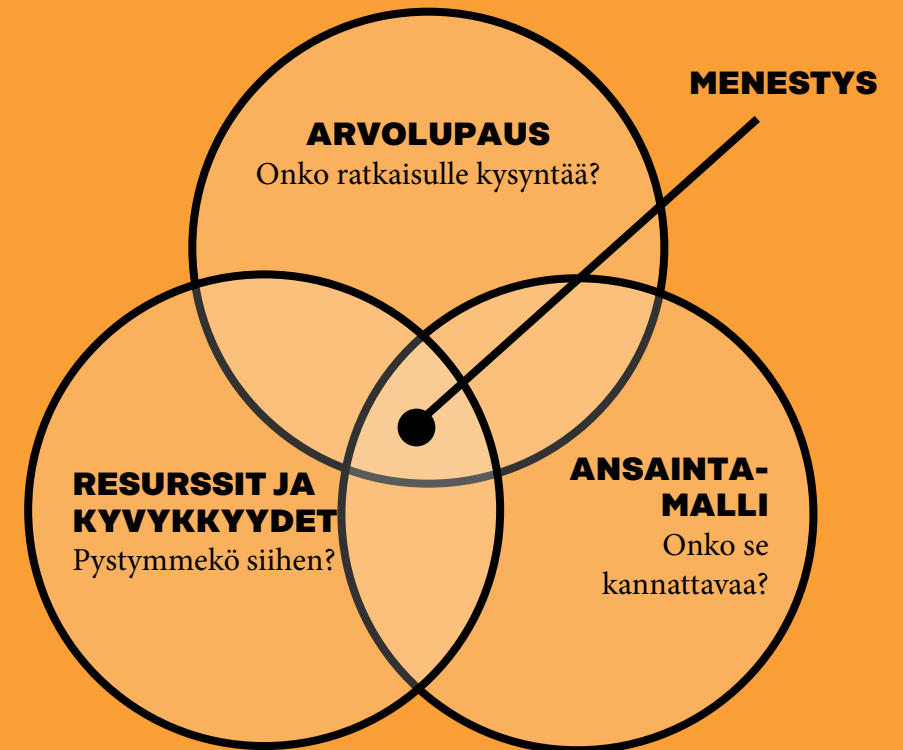 MENESTYS
ARVOLUPAUS
Onko ratkaisulle kysyntää?
RESURSSIT JA
KYVYKKYYDET
Pystymmekö siihen?
ANSAINTA-
MALLI
Onko se
kannattavaa?